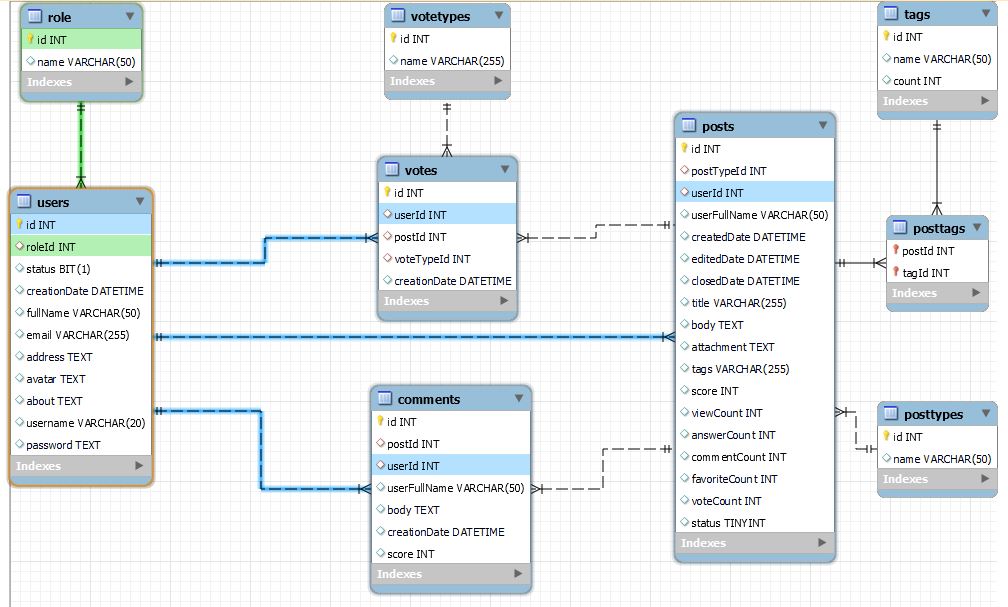 role
id INT
name VARCHAR(50)
Indexes
votetypes
id INT
name VARCHAR(255)
Indexes
tags
id INT
name VARCHAR(50)
count INT
Indexes
users
id INT
roleId INT
status BIT(1)
creationDate DATETIME
fullName VARCHAR(50)
email VARCHAR(255)
address TEXT
avatar TEXT
about TEXT
username VARCHAR(20)
password TEXT
Indexes
votes
id INT
userId INT
postId INT
voteTypeId INT
creationDate DATETIME
Indexes
comments
id INT
postId INT
userId INT
userFullName VARCHAR(50)
body TEXT
creationDate DATETIME
score INT
Indexes
posts
id INT
postTypeId INT
userId INT
userFullName VARCHAR(50)
createdDate DATETIME
editedDate DATETIME
closedDate DATETIME
title VARCHAR(255)
body TEXT
attachment TEXT
tags VARCHAR(255)
score INT
viewCount INT
answerCount INT
commentCount INT
favoriteCount INT
voteCount INT
status TINYINT
Indexes
posttags
postId INT
tagId INT
Indexes
posttypes
id INT
name VARCHAR(50)
Indexes